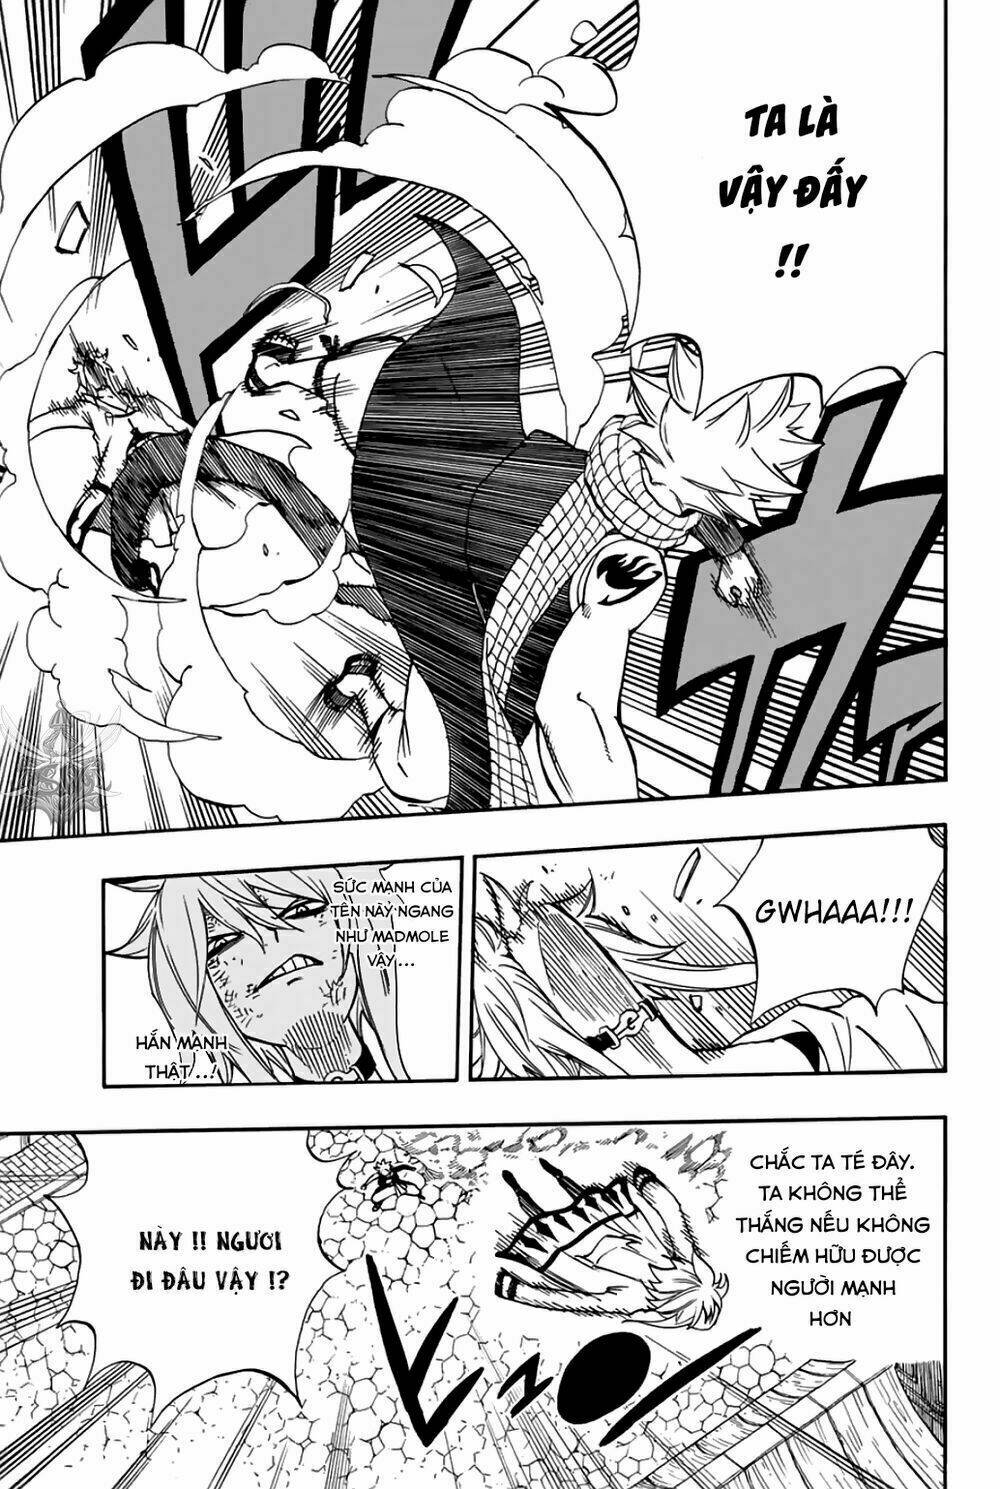 TA LÀ
VẬY ĐẤY
!!
GWHAAA!!!
SỨC MẠNH CỦA
TÊN NÀY NGANG
NHƯ MADMOLE
VẬY...
HẮN MẠNH
THẬT...!
CHẮC TA TÉ ĐÂY.
TA KHÔNG THỂ
THẮNG NẾU KHÔNG
CHIẾM HỮU ĐƯỢC
NGƯỜI MẠNH
HƠN
NÀY !! NGƯƠI
ĐI ĐÂU VẬY !?